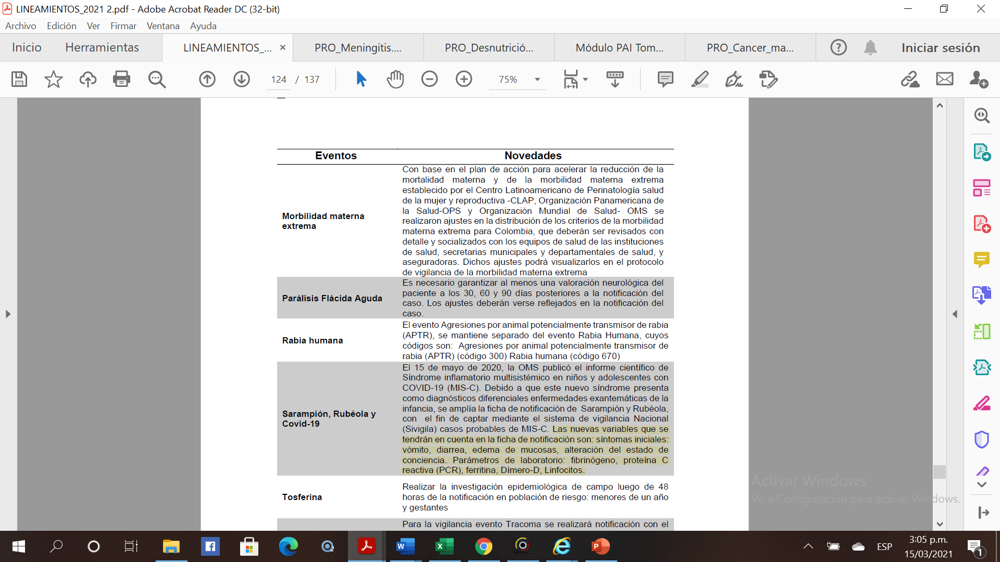 LINEAMIENTOS_2021 2.pdf - Adobe Acrobat Reader DC (32-bit)
Archivo Edición Ver Firmar Ventana Ayuda
Inicio Herramientas LINEAMIENTOS_... × PRO_Meningitis.... PRO_Desnutrició... Módulo PAI Tom... PRO_Cancer_ma... Iniciar sesión
124 / 137 75%
Eventos Novedades
Con base en el plan de acción para acelerar la reducción de la
mortalidad materna y de la morbilidad materna extrema
establecido por el Centro Latinoamericano de Perinatología salud
de la mujer y reproductiva -CLAP, Organización Panamericana de
la Salud-OPS y Organización Mundial de Salud- OMS se
realizaron ajustes en la distribución de los criterios de la morbilidad
materna extrema para Colombia, que deberán ser revisados con
detalle y socializados con los equipos de salud de las instituciones
de salud, secretarias municipales y departamentales de salud, y
aseguradoras. Dichos ajustes podrá visualizarlos en el protocolo
de vigilancia de la morbilidad materna extrema
Morbilidad materna
extrema
Es necesario garantizar al menos una valoración neurológica del
paciente a los 30, 60 y 90 días posteriores a la notificación del
caso. Los ajustes deberán verse reflejados en la notificación del
caso.
Parálisis Flácida Aguda
El evento Agresiones por animal potencialmente transmisor de rabia
(APTR), se mantiene separado del evento Rabia Humana, cuyos
códigos son: Agresiones por animal potencialmente transmisor de
rabia (APTR) (código 300) Rabia humana (código 670)
Rabia humana
El 15 de mayo de 2020, la OMS publicó el informe científico de
Síndrome inflamatorio multisistémico en niños y adolescentes con
COVID-19 (MIS-C). Debido a que este nuevo síndrome presenta
como diagnósticos diferenciales enfermedades exantemáticas de la
infancia, se amplía la ficha de notificación de Sarampión y Rubéola,
con el fin de captar mediante el sistema de vigilancia Nacional
(Sivigila) casos probables de MIS-C. Las nuevas variables que se
tendrán en cuenta en la ficha de notificación son: síntomas iniciales:
vómito, diarrea, edema de mucosas, alteración del estado de
conciencia. Parámetros de laboratorio: fibrinógeno, proteína C
reactiva (PCR), ferritina, Dímero-D, Linfocitos.
Sarampión, Rubéola y
Covid-19
Realizar la investigación epidemiológica de campo luego de 48
horas de la notificación en población de riesgo: menores de un año
y gestantes
Tosferina
Para la vigilancia evento Tracoma se realizará notificación con el
Activar Windows
Ve a Configuración para activar Windows.
ESP
3:05 p.m.
15/03/2021
1